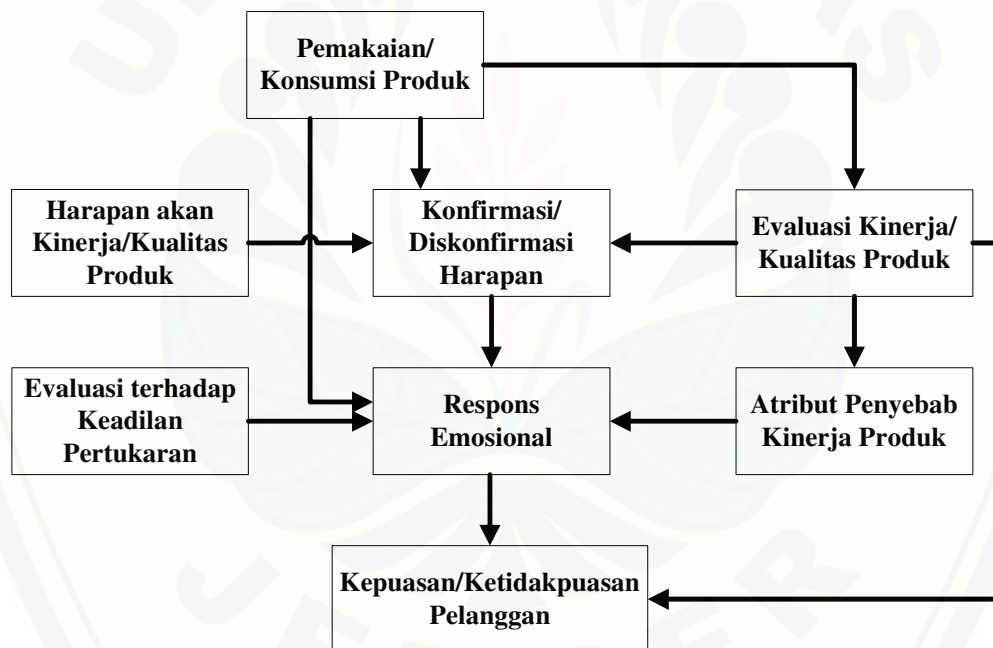 Pemakaian/
Konsumsi Produk
Harapan akan
Kinerja/Kualitas
Produk
Konfirmasi/
Diskonfirmasi
Harapan
Evaluasi Kinerja/
Kualitas Produk
Evaluasi terhadap
Keadilan
Pertukaran
Respons
Emosional
Atribut Penyebab
Kinerja Produk
Kepuasan/Ketidakpuasan
Pelanggan